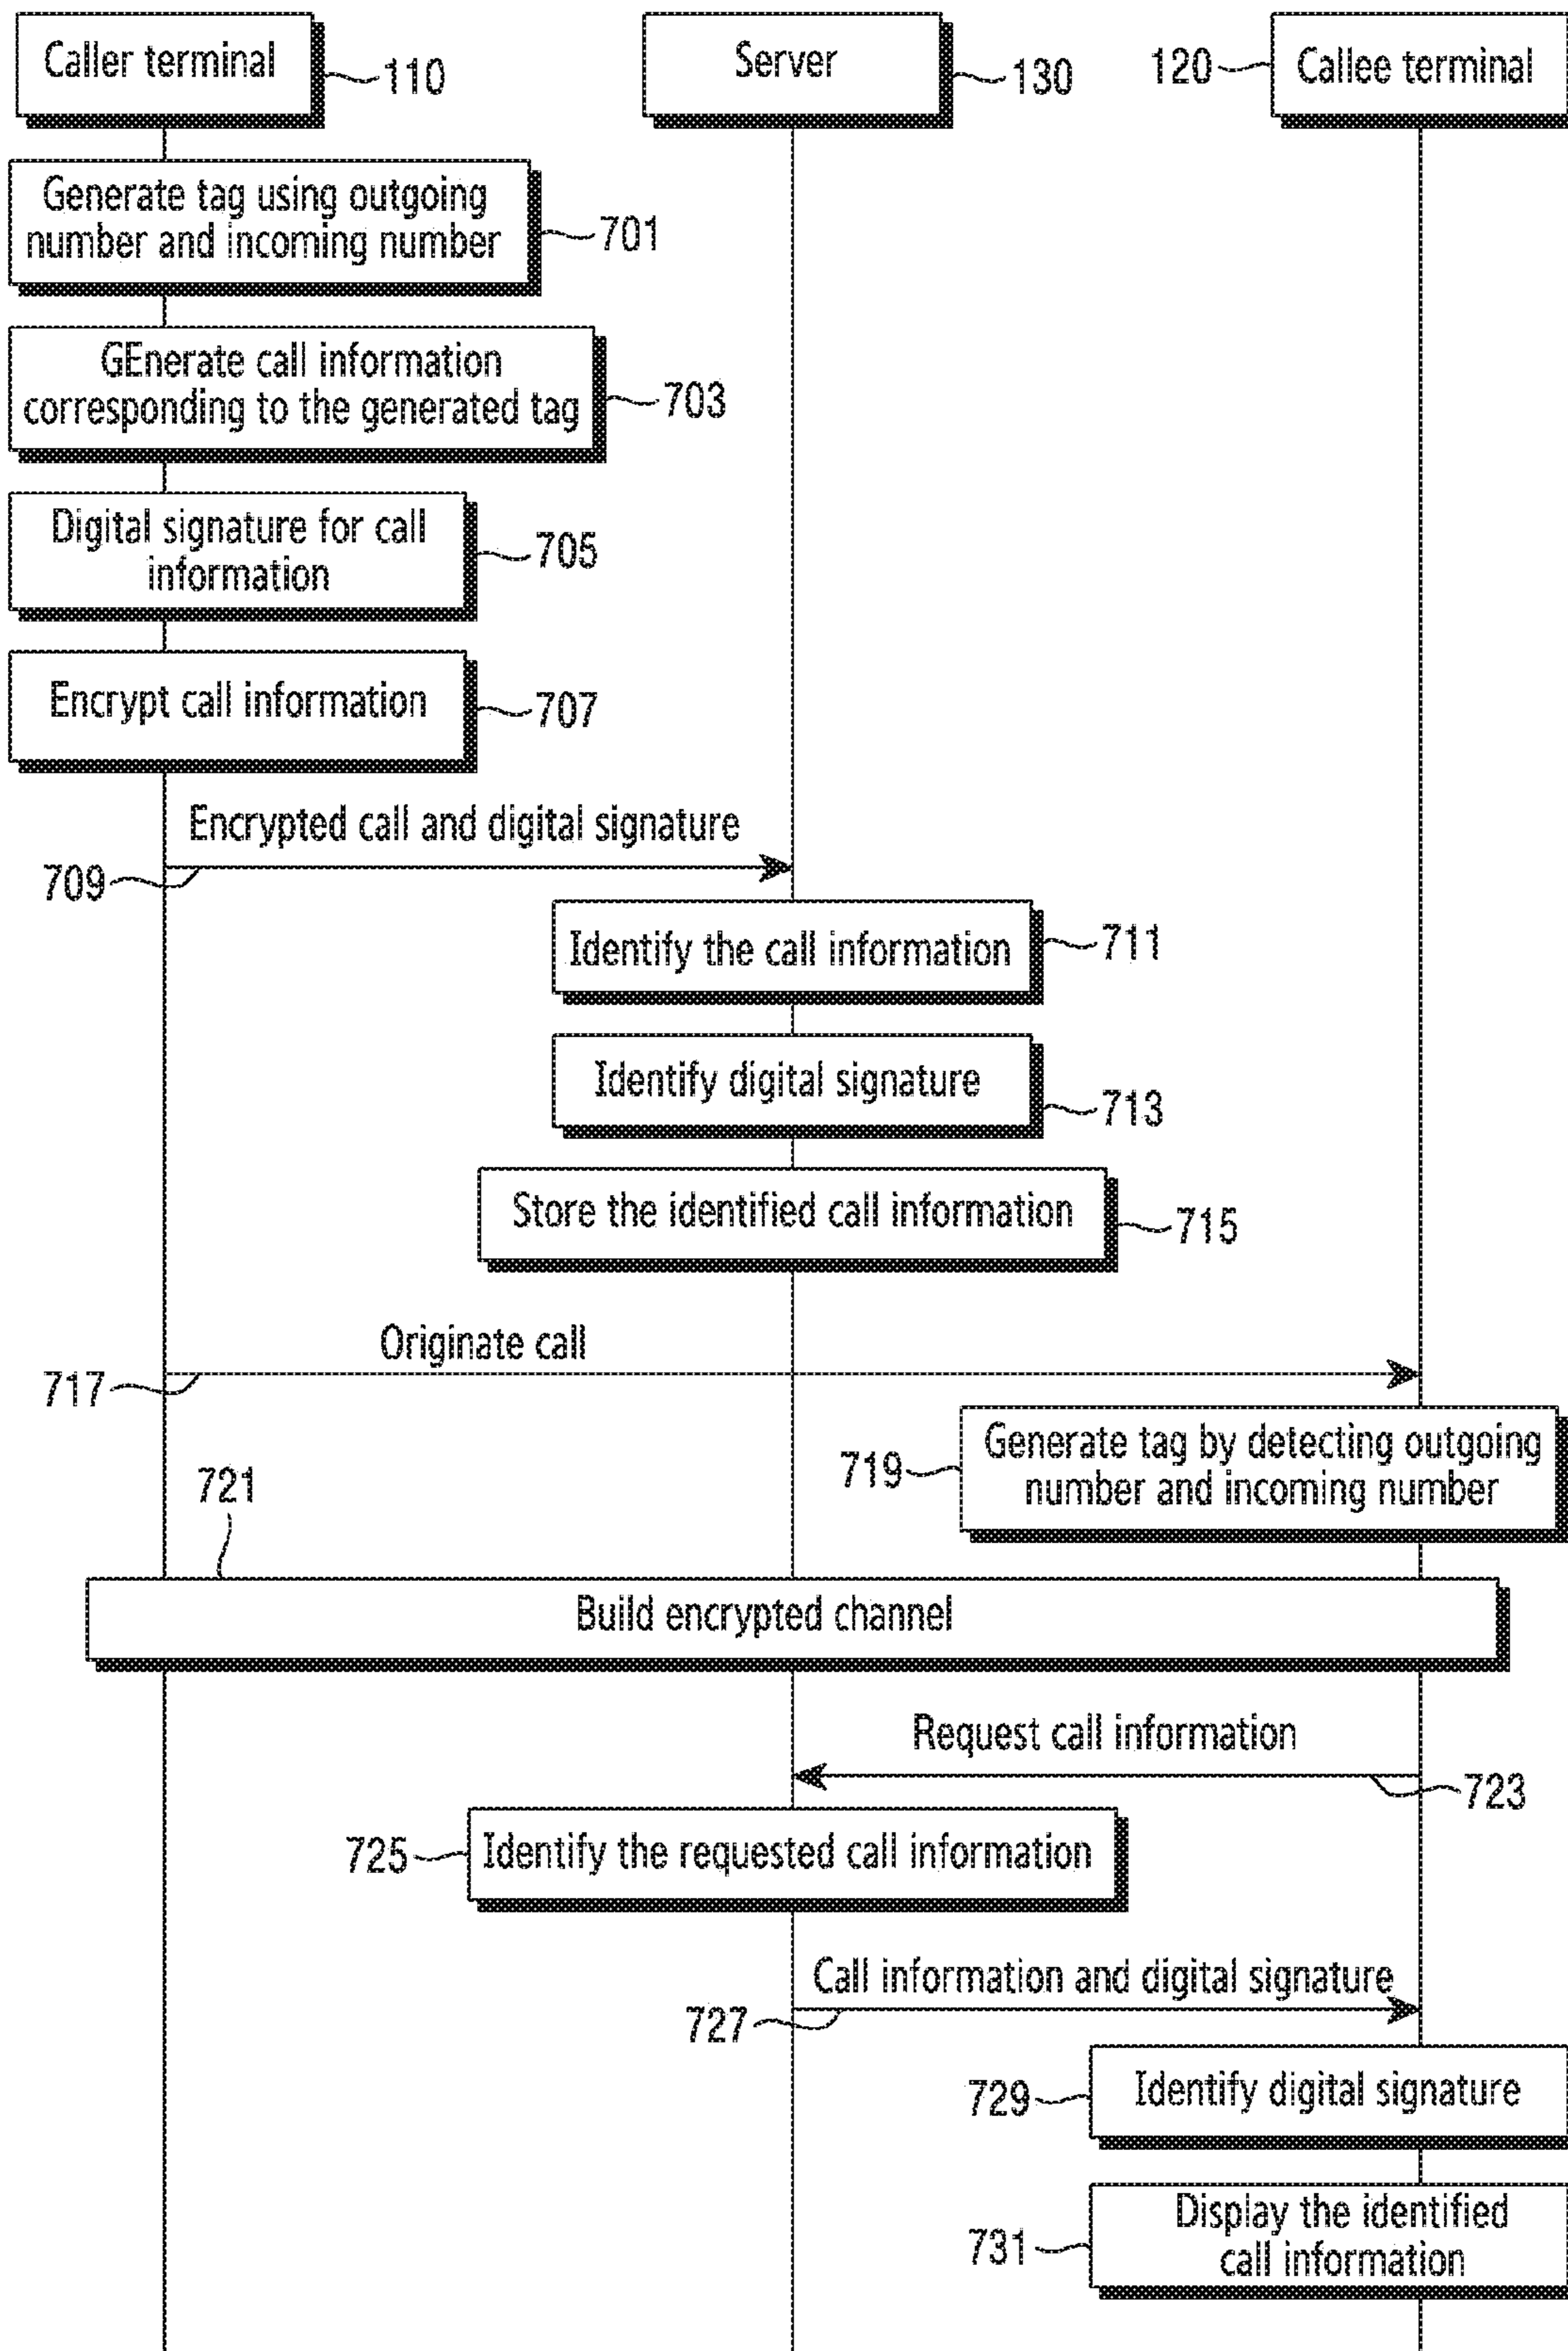 Caller terminal
110
Server
130
120
Callee terminal
Generate tag using outgoing
number and incoming number
701
GEnerate call information
corresponding to the generated tag
703
Digital signature for call
information
705
Encrypt call information
707
Encrypted call and digital signature
709
Identify the call information
711
Identify digital signature
713
Store the identified call information
715
Originate call
717
719
Generate tag by detecting outgoing
number and incoming number
721
Build encrypted channel
Request call information
723
725
Identify the requested call information
Call information and digital signature
727
729
Identify digital signature
731
Display the identified
call information